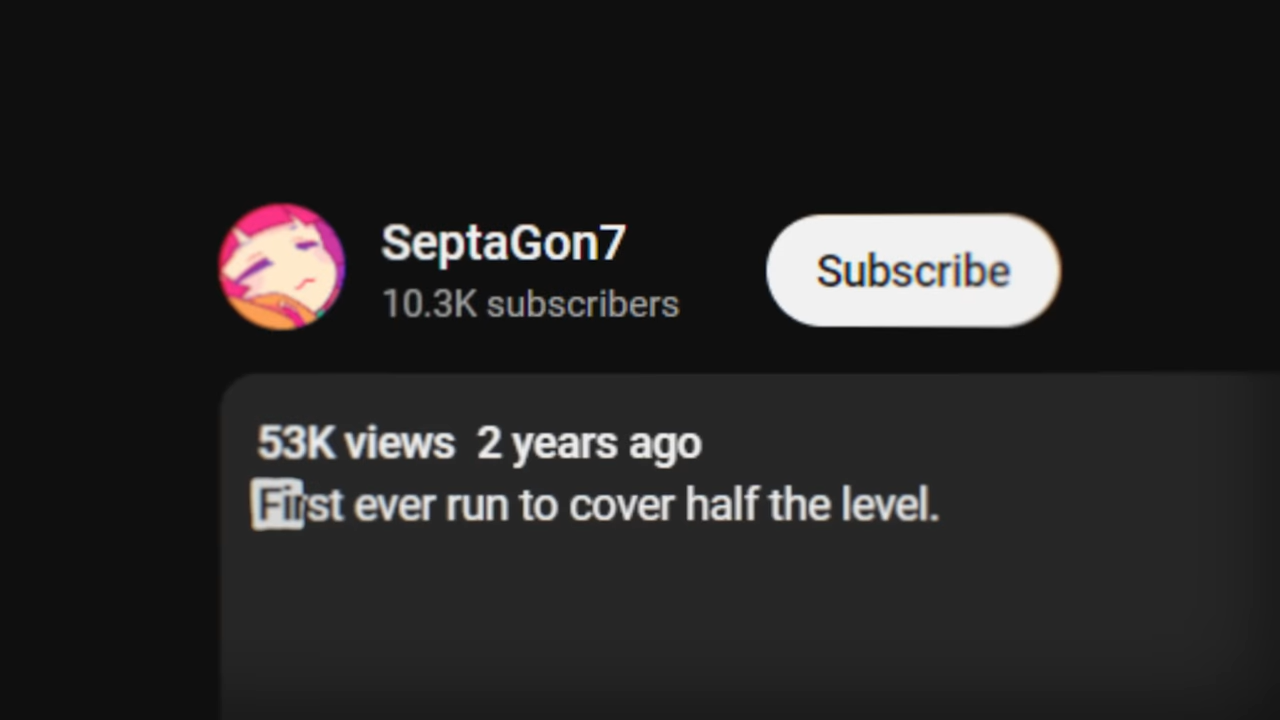 SeptaGon7
10.3K subscribers
Subscribe
53K views 2 years ago
First ever run to cover half the level.